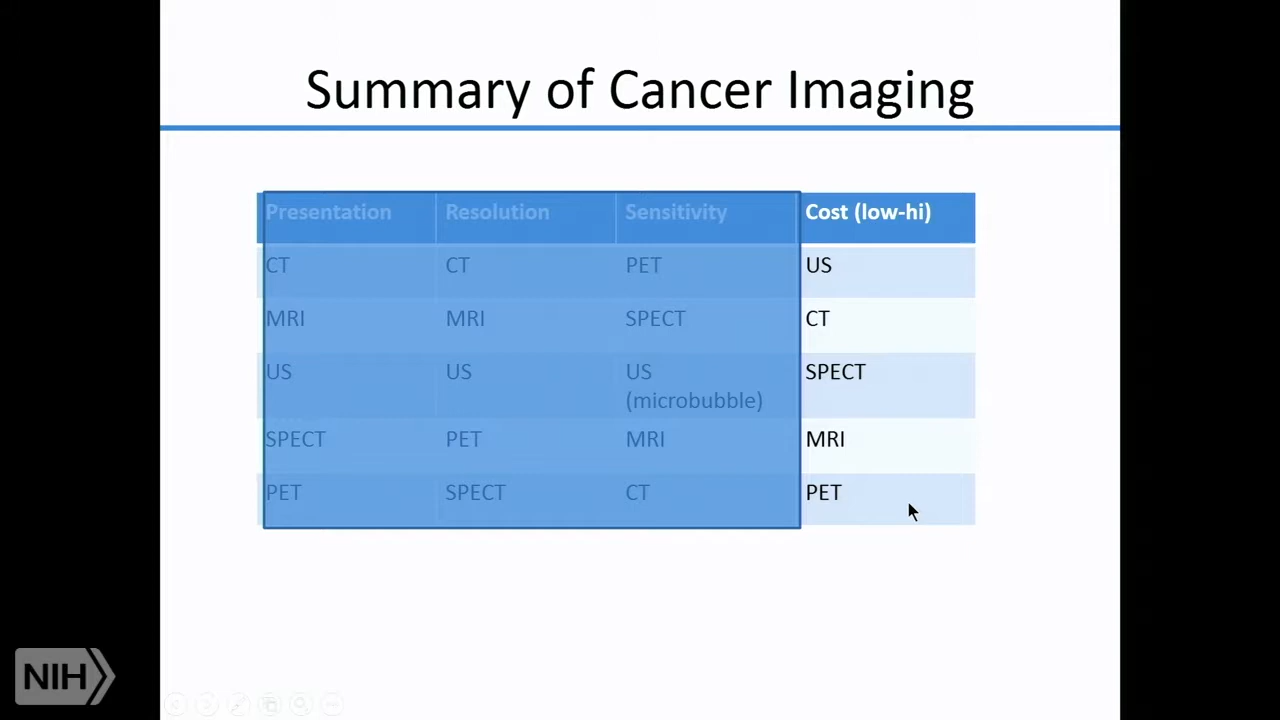 Summary of Cancer Imaging
Presentation Resolution Sensitivity Cost (low-hi)
CT CT PET US
MRI MRI SPECT CT
US US US SPECT
(microbubble)
SPECT PET MRI MRI
PET SPECT CT PET
NIH